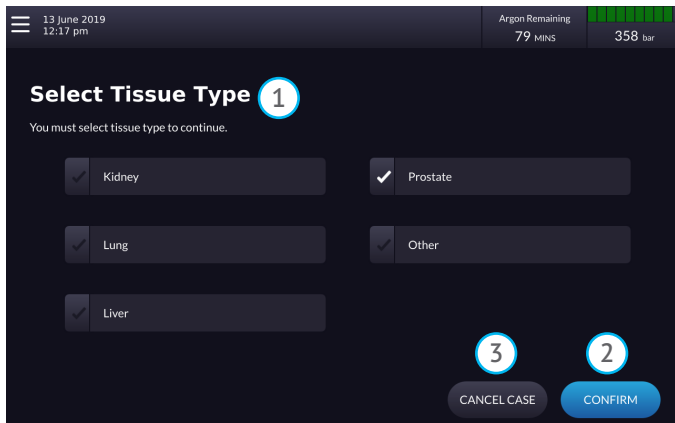 13 June 2019
12:17 pm
Argon Remaining
79 MINS
358 bar
Select Tissue Type
1
You must select tissue type to continue.
Kidney
Prostate
Lung
Other
Liver
3
2
CANCEL CASE
CONFIRM